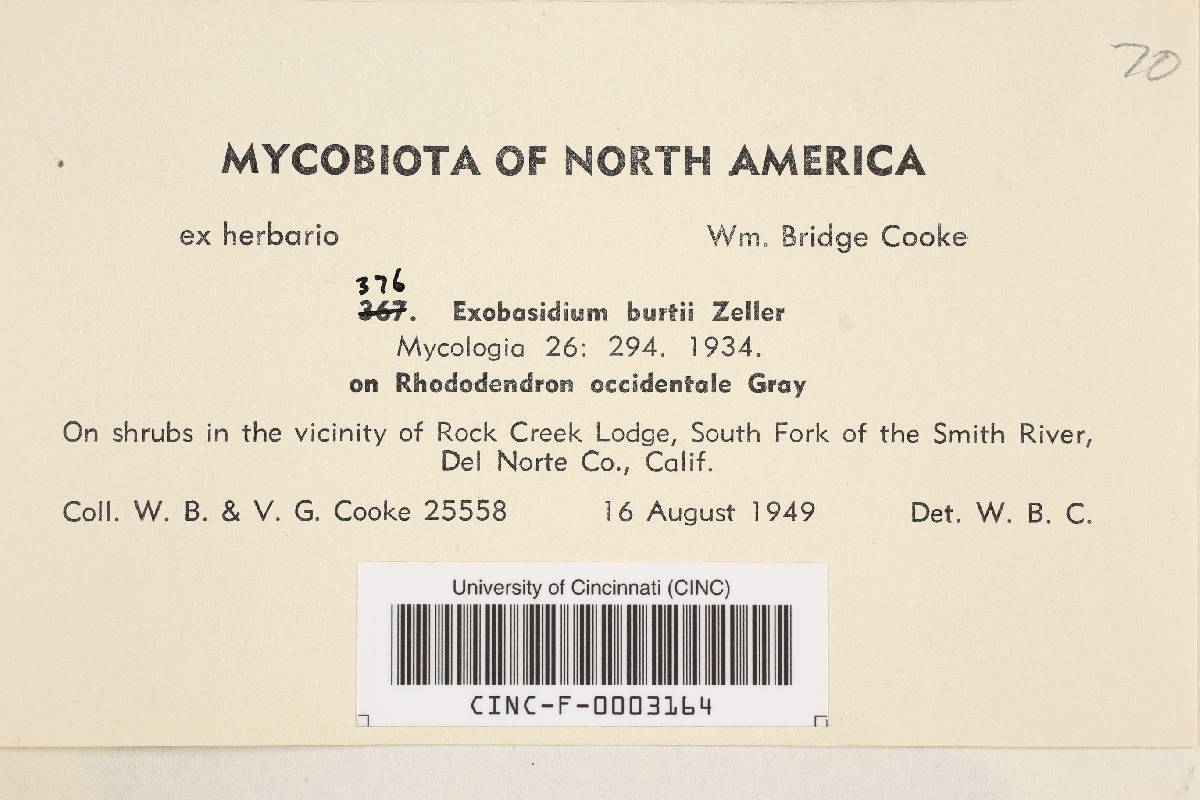 70
MYCOBIOTA OF NORTH AMERICA
ex herbario Wm. Bridge Cooke
376
367. Exobasidium burtii Zeller
Mycologia 26: 294. 1934.
on Rhododendron occidentale Gray
On shrubs in the vicinity of Rock Creek Lodge, South Fork of the Smith River,
Del Norte Co., Calif.
Coll. W. B. & V. G. Cooke 25558 16 August 1949 Det. W. B. C.
University of Cincinnati (CINC)
CINC-F-0003164